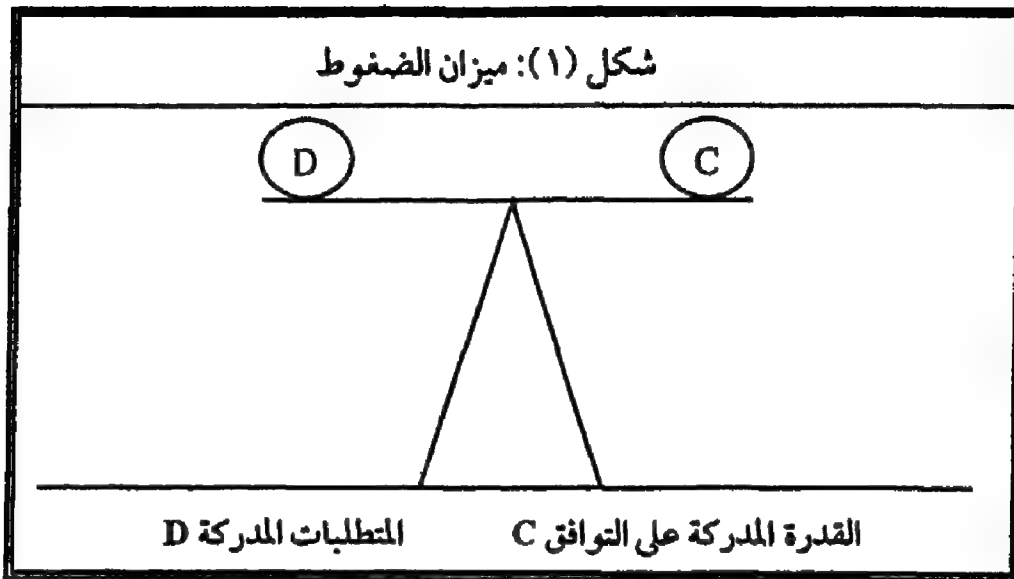 شكل (١): ميزان الضغوط
D C
القدرة المدركة على التوافق C المتطلبات المدركة D